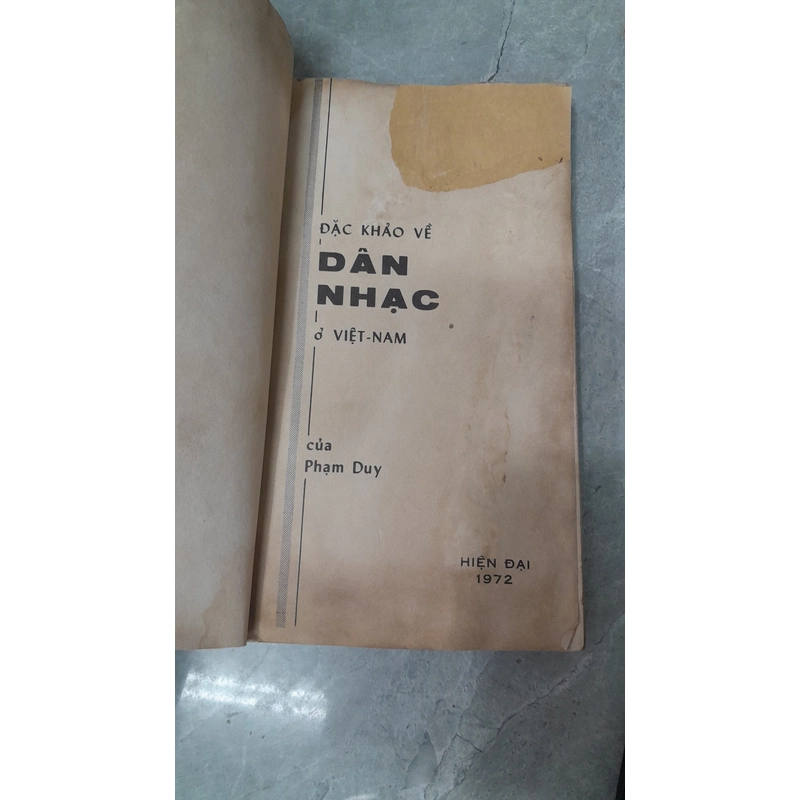 ĐẶC KHẢO VỀ
DÂN
NHẠC
ở VIỆT-NAM
của
Phạm Duy
HIỆN ĐẠI
1972